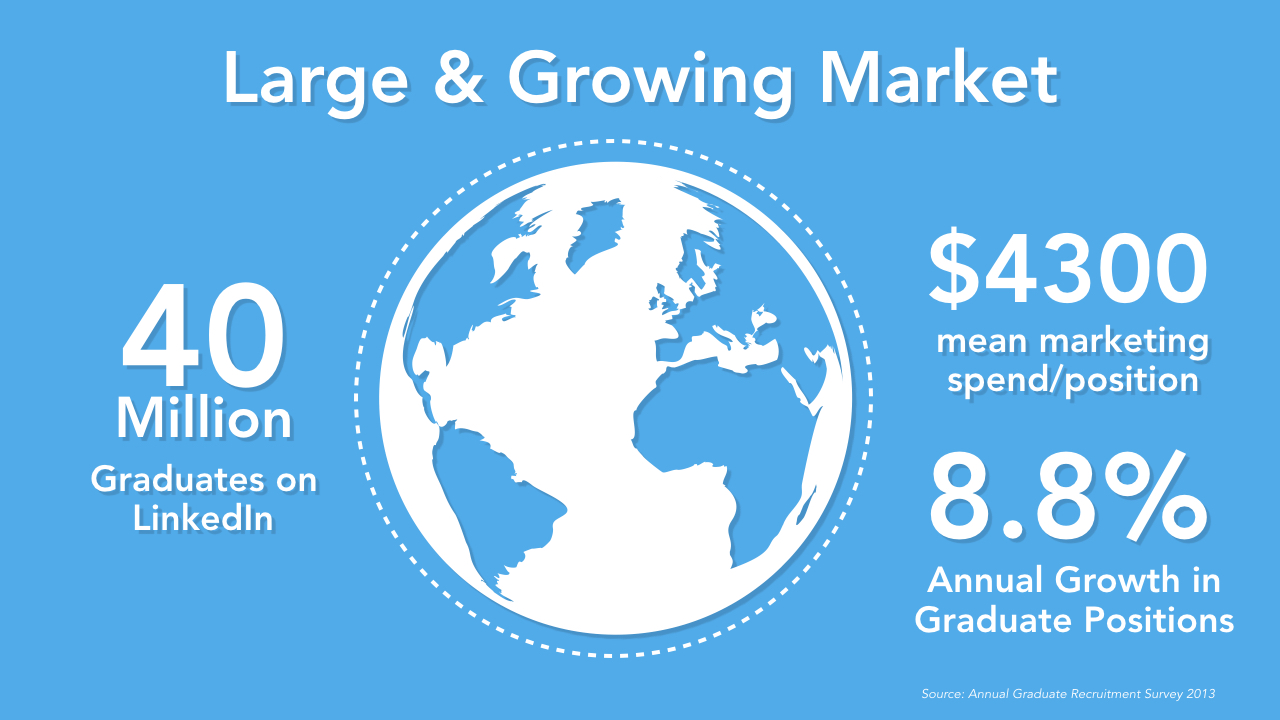 Large & Growing Market
40
Million
Graduates on
LinkedIn
$4300
mean marketing
spend/position
8.8%
Annual Growth in
Graduate Positions
Source: Annual Graduate Recruitment Survey 2013